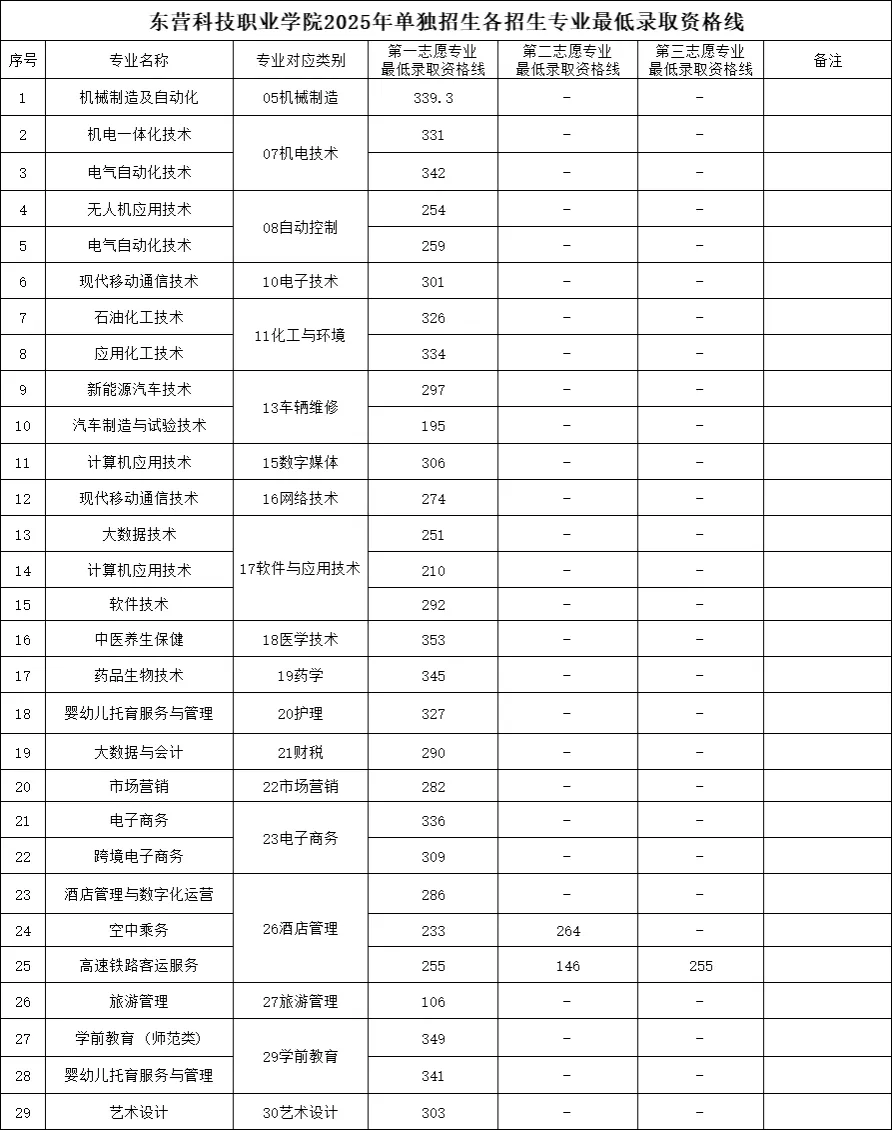 东营科技职业学院2025年单独招生各招生专业最低录取资格线
序号 专业名称 专业对应类别 第一志愿专业最低录取资格线 第二志愿专业最低录取资格线 第三志愿专业最低录取资格线 备注
1 机械制造及自动化 05机械制造 339.3 － －
2 机电一体化技术 07机电技术 331 － －
3 电气自动化技术 342 － －
4 无人机应用技术 08自动控制 254 － －
5 电气自动化技术 259 － －
6 现代移动通信技术 10电子技术 301 － －
7 石油化工技术 11化工与环境 326 － －
8 应用化工技术 334 － －
9 新能源汽车技术 13车辆维修 297 － －
10 汽车制造与试验技术 195 － －
11 计算机应用技术 15数字媒体 306 － －
12 现代移动通信技术 16网络技术 274 － －
13 大数据技术 17软件与应用技术 251 － －
14 计算机应用技术 210 － －
15 软件技术 292 － －
16 中医养生保健 18医学技术 353 － －
17 药品生物技术 19药学 345 － －
18 婴幼儿托育服务与管理 20护理 327 － －
19 大数据与会计 21财税 290 － －
20 市场营销 22市场营销 282 － －
21 电子商务 23电子商务 336 － －
22 跨境电子商务 309 － －
23 酒店管理与数字化运营 26酒店管理 286 － －
24 空中乘务 233 264 －
25 高速铁路客运服务 255 146 255
26 旅游管理 27旅游管理 106 － －
27 学前教育（师范类) 29学前教育 349 － －
28 婴幼儿托育服务与管理 341 － －
29 艺术设计 30艺术设计 303 － －